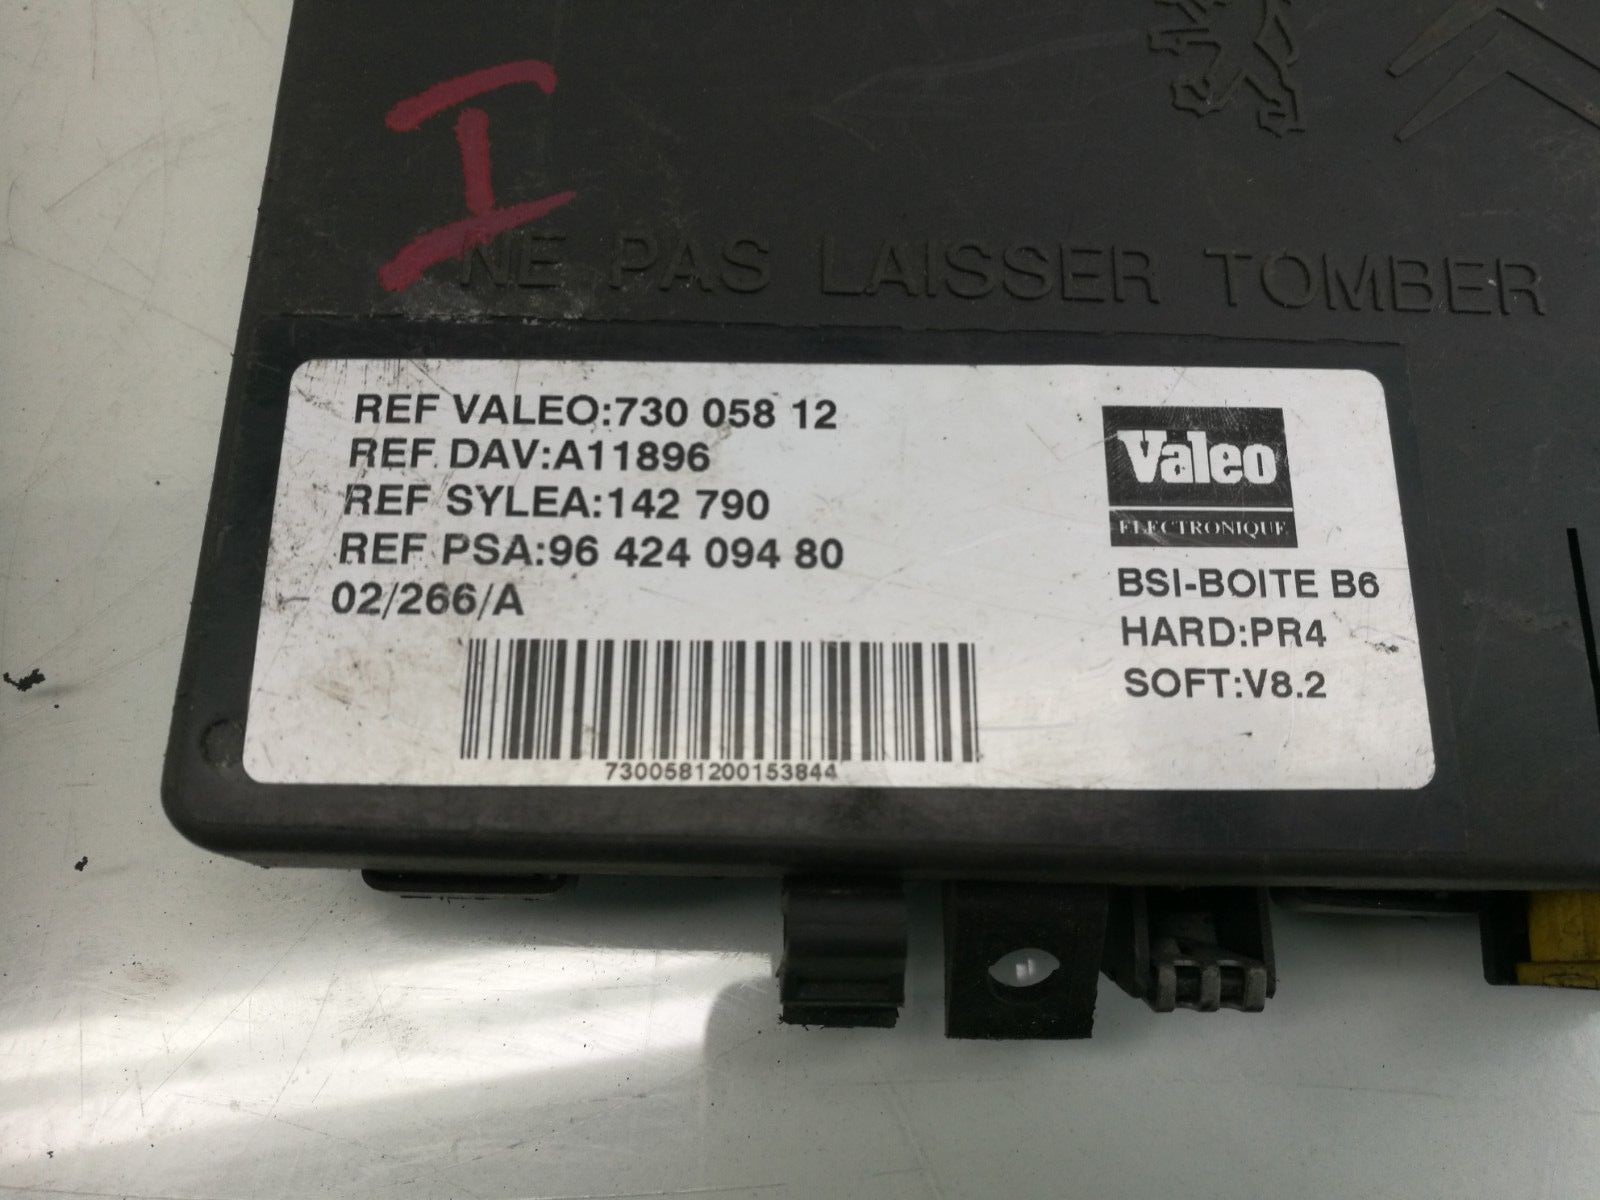 I
NE PAS LAISSER TOMBER
REF VALEO:730 058 12
REF DAV:A11896
REF SYLEA:142 790
REF PSA:96 424 094 80
02/266/A
7300581200153844
Valeo
ELECTRONIQUE
BSI-BOITE B6
HARD:PR4
SOFT:V8.2